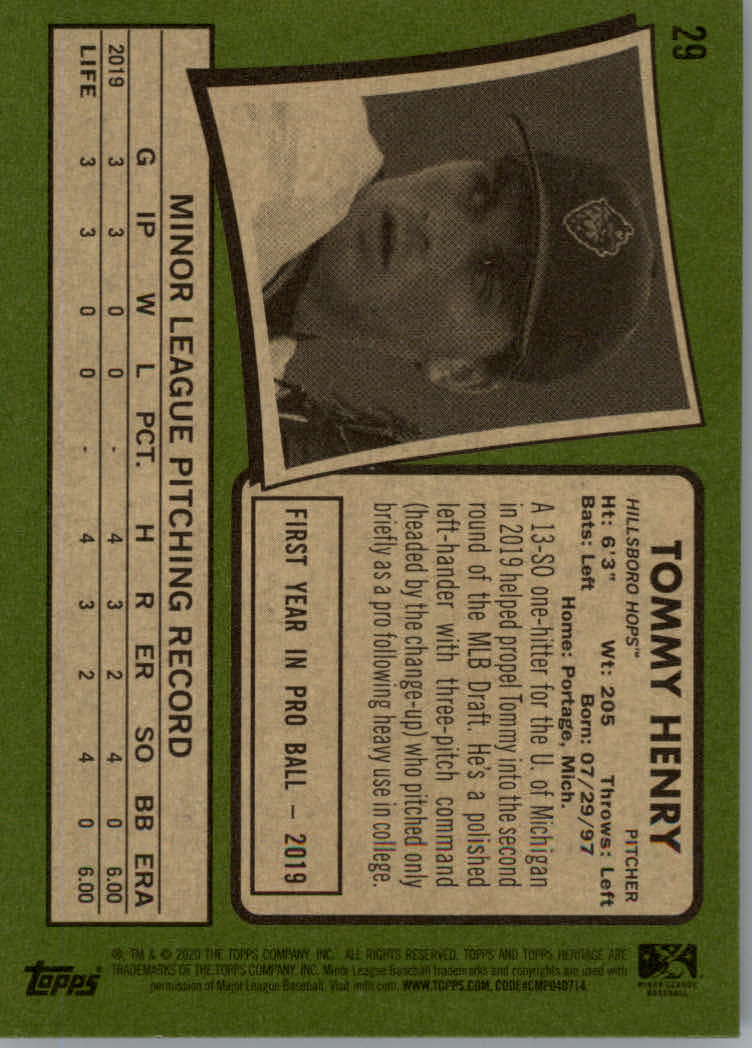 29
TOMMY HENRY
HILLSBORO HOPS™ PITCHER
Ht: 6'3" Wt: 205 Throws: Left
Bats: Left Born: 07/29/97
Home: Portage, Mich.
A 13-SO one-hitter for the U. of Michigan
in 2019 helped propel Tommy into the second
round of the MLB Draft. He's a polished
left-hander with three-pitch command
(headed by the change-up) who pitched only
briefly as a pro following heavy use in college.
FIRST YEAR IN PRO BALL – 2019
MINOR LEAGUE PITCHING RECORD
G IP W L PCT. H R ER SO BB ERA
2019 3 3 0 0 - 4 3 2 4 0 6.00
LIFE 3 3 0 0 - 4 3 2 4 0 6.00
MINOR LEAGUE
BASEBALL
®, TM & © 2020 THE TOPPS COMPANY, INC. ALL RIGHTS RESERVED. TOPPS AND TOPPS HERITAGE ARE
TRADEMARKS OF THE TOPPS COMPANY, INC. Minor League Baseball trademarks and copyrights are used with
permission of Major League Baseball. Visit milb.com. WWW.TOPPS.COM. CODE#CMP040714
Topps